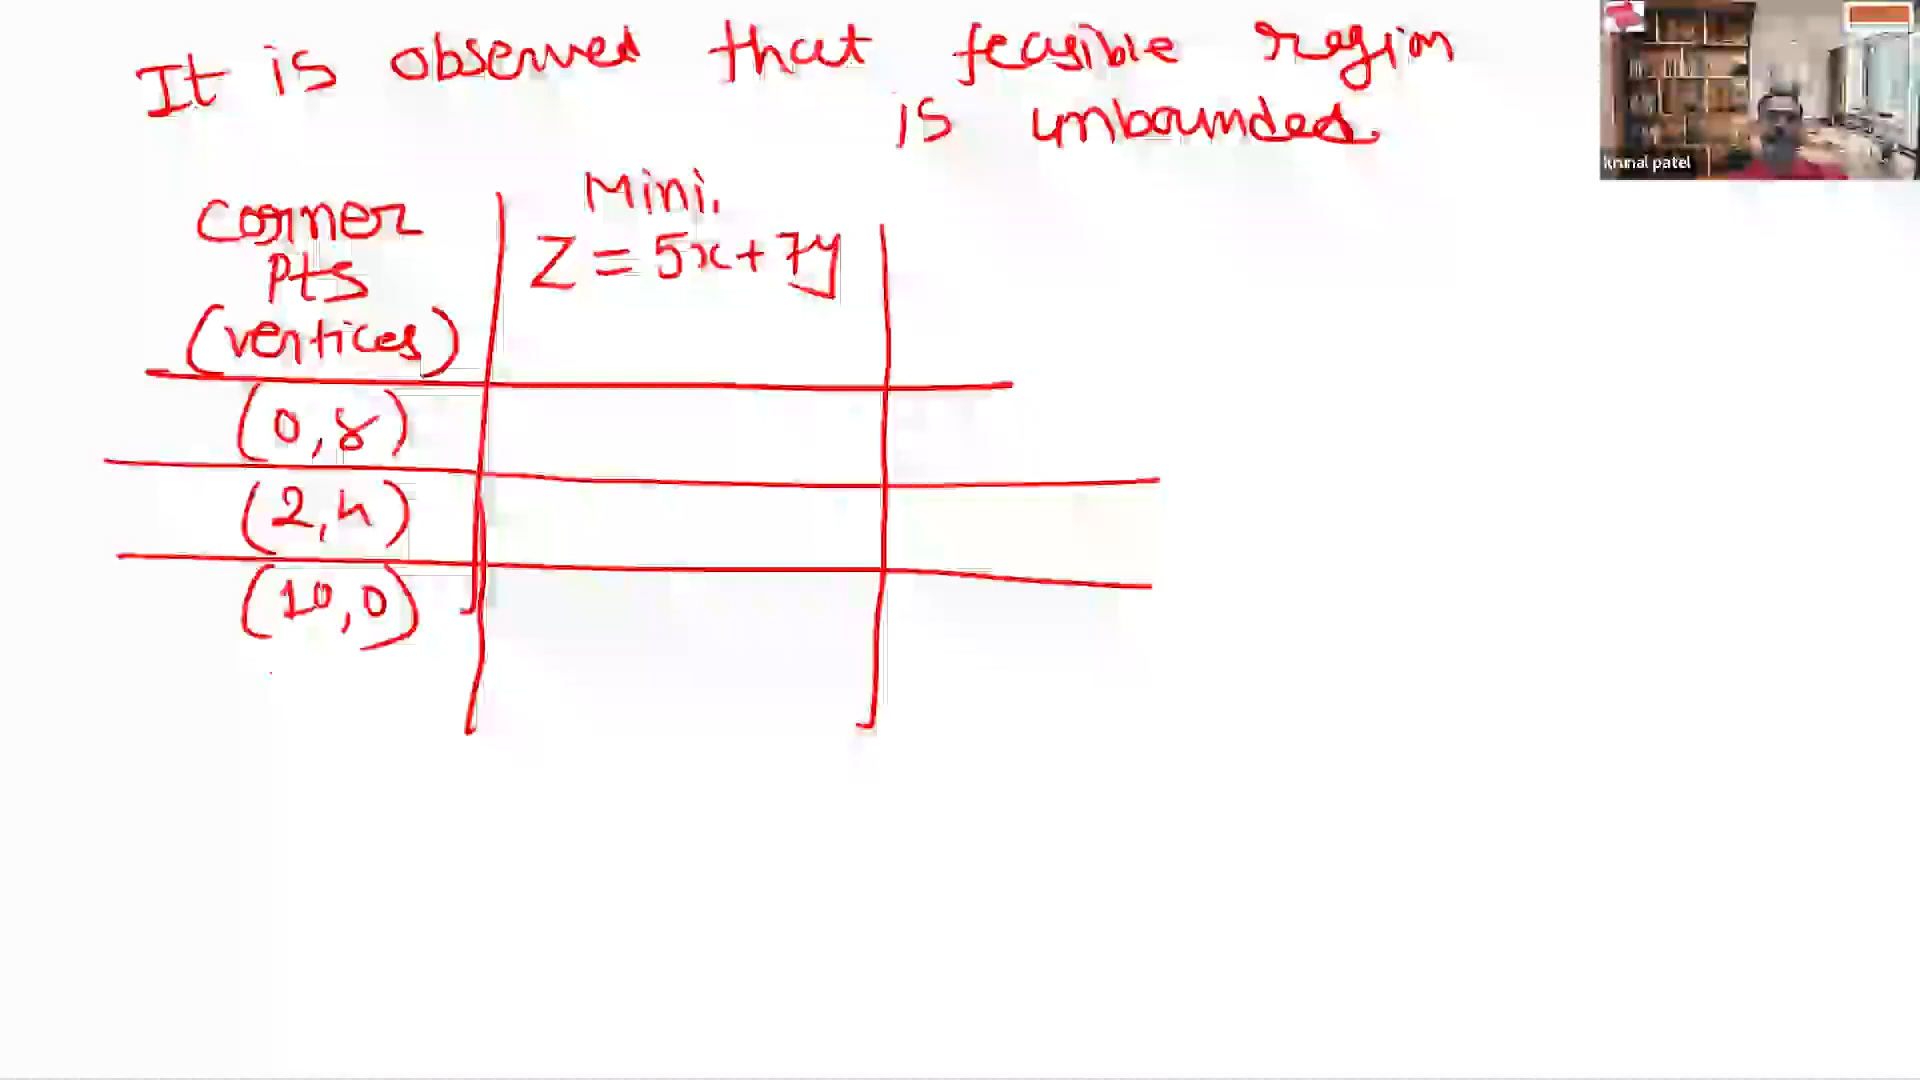 It is observed that feasible region
is unbounded.
Corner
Pts
(vertices)
Mini.
Z = 5x + 7y
(0,8)
(2,4)
(10,0)
krunal patel